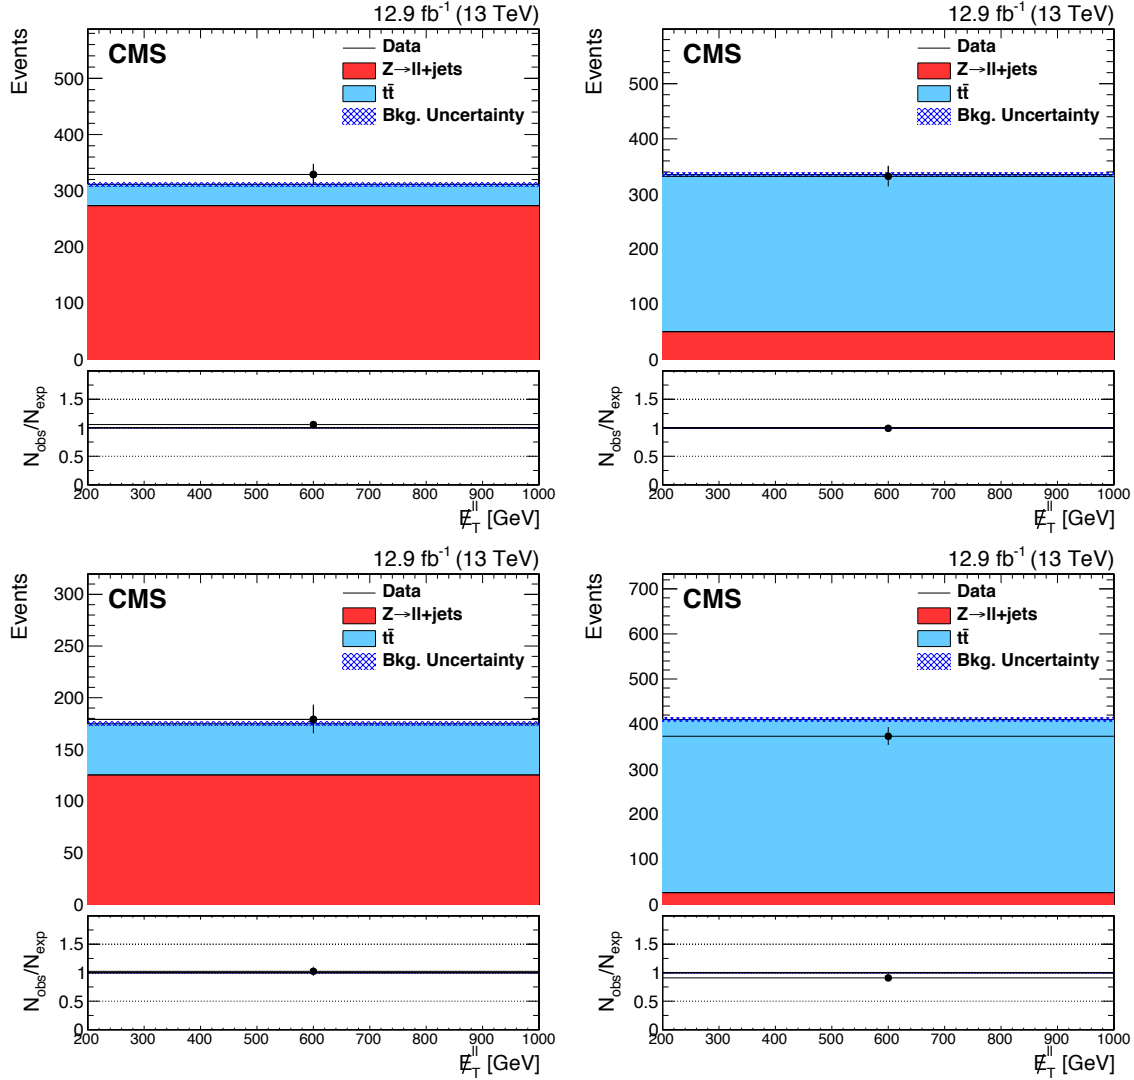 12.9 fb-1 (13 TeV)
Events
CMS
Data
Z→ll+jets
tt̄
Bkg. Uncertainty
500
400
300
200
100
0
Nobs/Nexp
1.5
1
0.5
0
200 300 400 500 600 700 800 900 1000
E̸Tll [GeV]
12.9 fb-1 (13 TeV)
Events
CMS
Data
Z→ll+jets
tt̄
Bkg. Uncertainty
500
400
300
200
100
0
Nobs/Nexp
1.5
1
0.5
0
200 300 400 500 600 700 800 900 1000
E̸Tll [GeV]
12.9 fb-1 (13 TeV)
Events
CMS
Data
Z→ll+jets
tt̄
Bkg. Uncertainty
300
250
200
150
100
50
0
Nobs/Nexp
1.5
1
0.5
0
200 300 400 500 600 700 800 900 1000
E̸Tll [GeV]
12.9 fb-1 (13 TeV)
Events
CMS
Data
Z→ll+jets
tt̄
Bkg. Uncertainty
700
600
500
400
300
200
100
0
Nobs/Nexp
1.5
1
0.5
0
200 300 400 500 600 700 800 900 1000
E̸Tll [GeV]